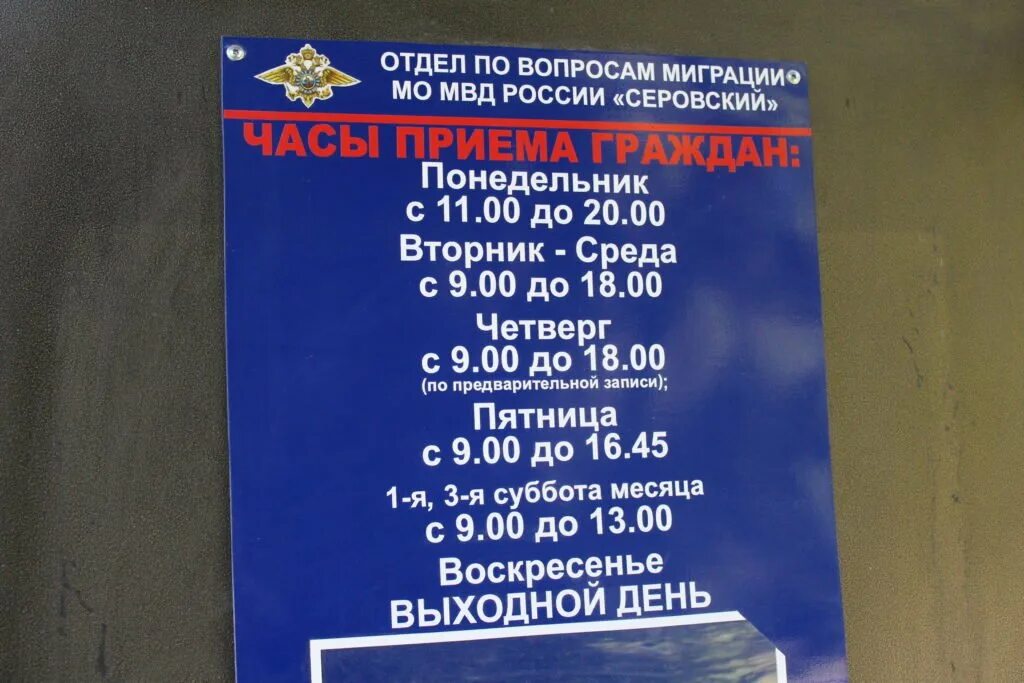 ОТДЕЛ ПО ВОПРОСАМ МИГРАЦИИ
МО МВД РОССИИ «СЕРОВСКИЙ»
ЧАСЫ ПРИЕМА ГРАЖДАН:
Понедельник
с 11.00 до 20.00
Вторник - Среда
с 9.00 до 18.00
Четверг
с 9.00 до 18.00
(по предварительной записи);
Пятница
с 9.00 до 16.45
1-я, 3-я суббота месяца
с 9.00 до 13.00
Воскресенье
ВЫХОДНОЙ ДЕНЬ